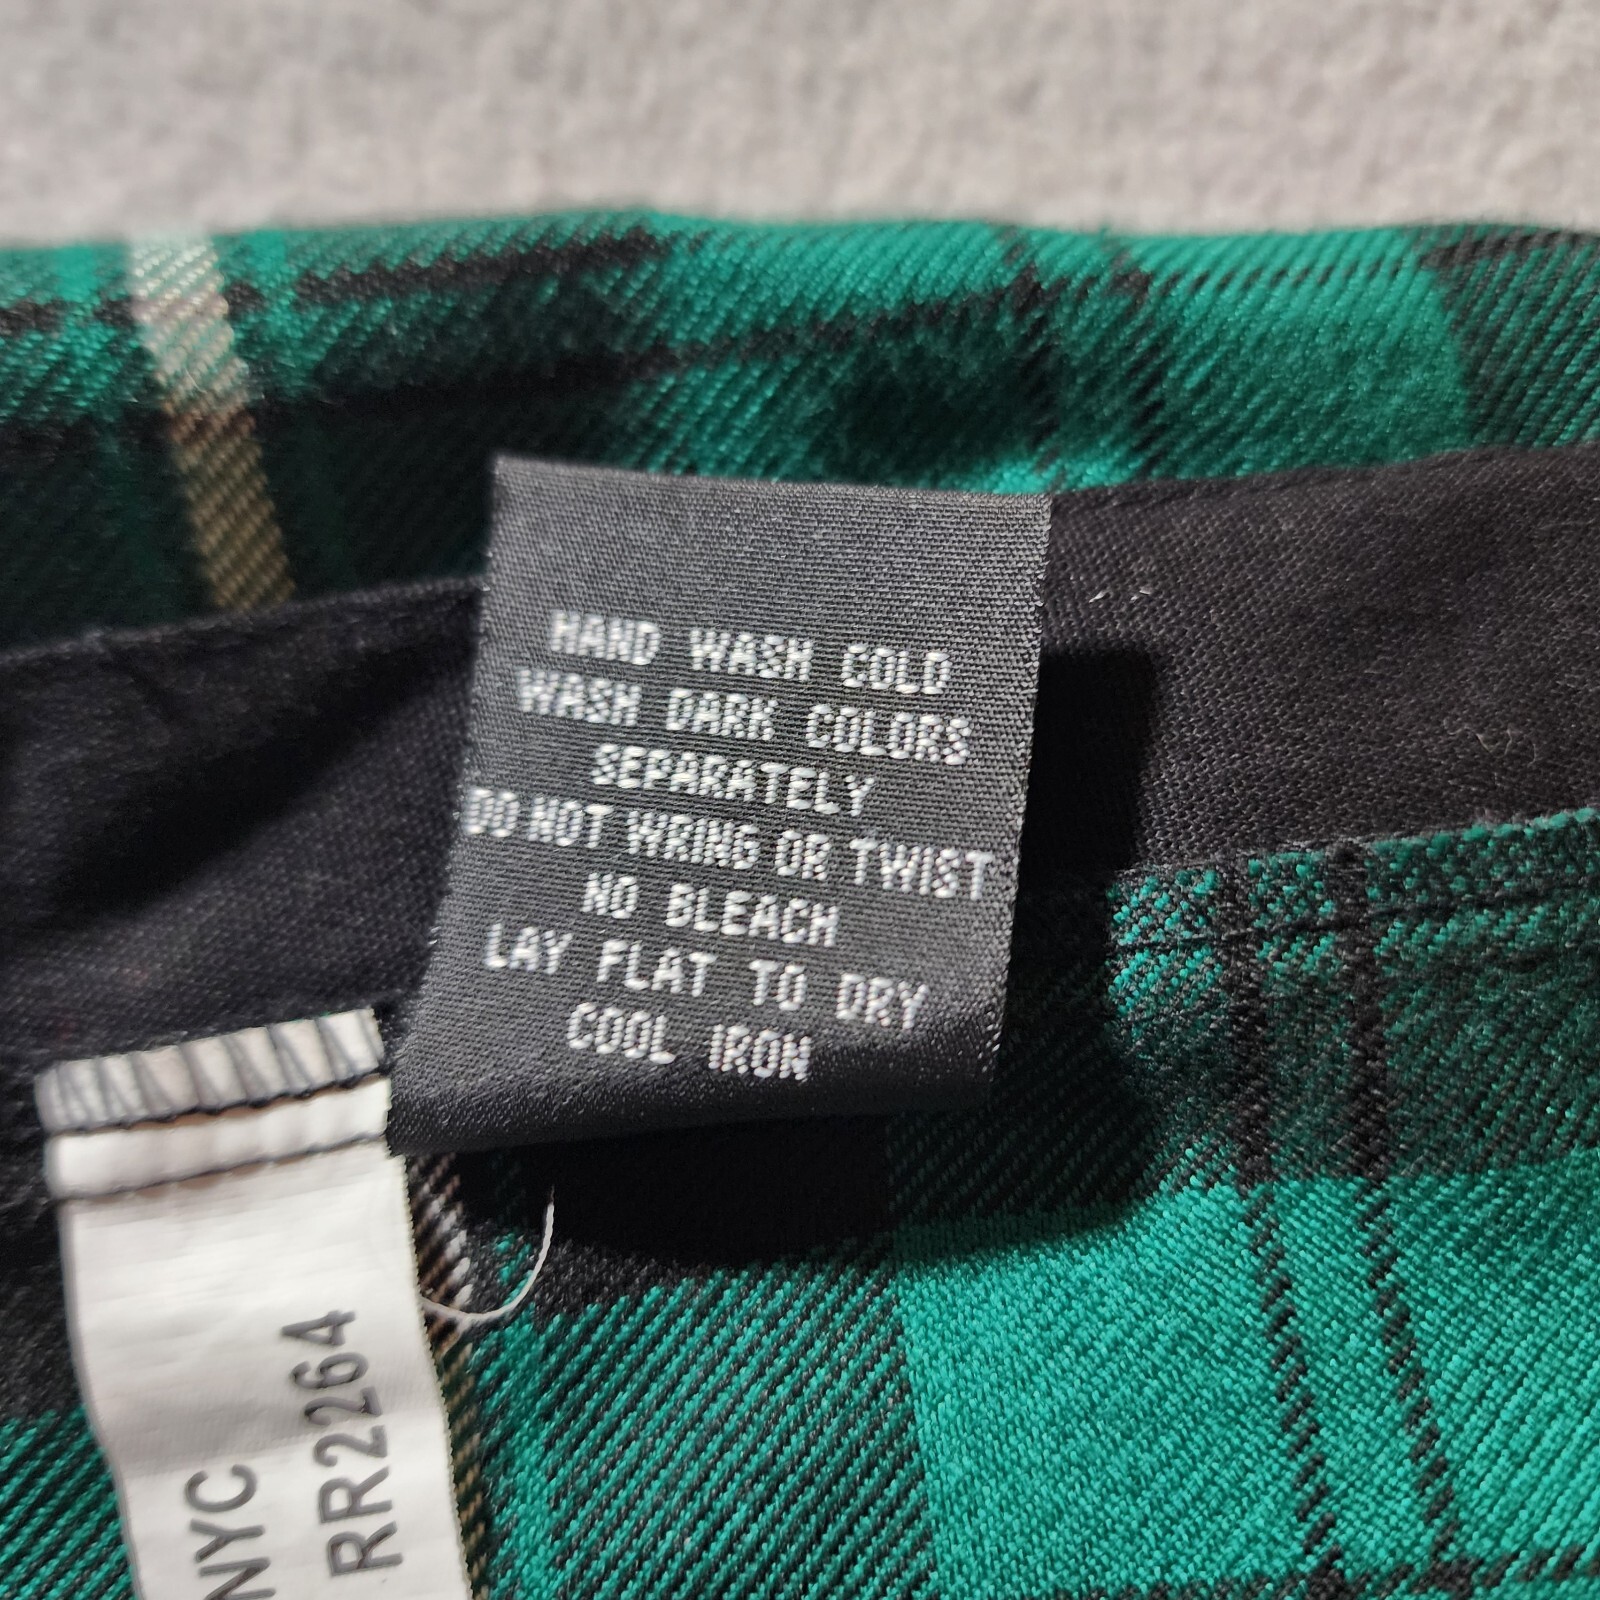 HAND WASH COLD
WASH DARK COLORS
SEPARATELY
DO NOT WRING OR TWIST
NO BLEACH
LAY FLAT TO DRY
COOL IRON
NYC
RR2264